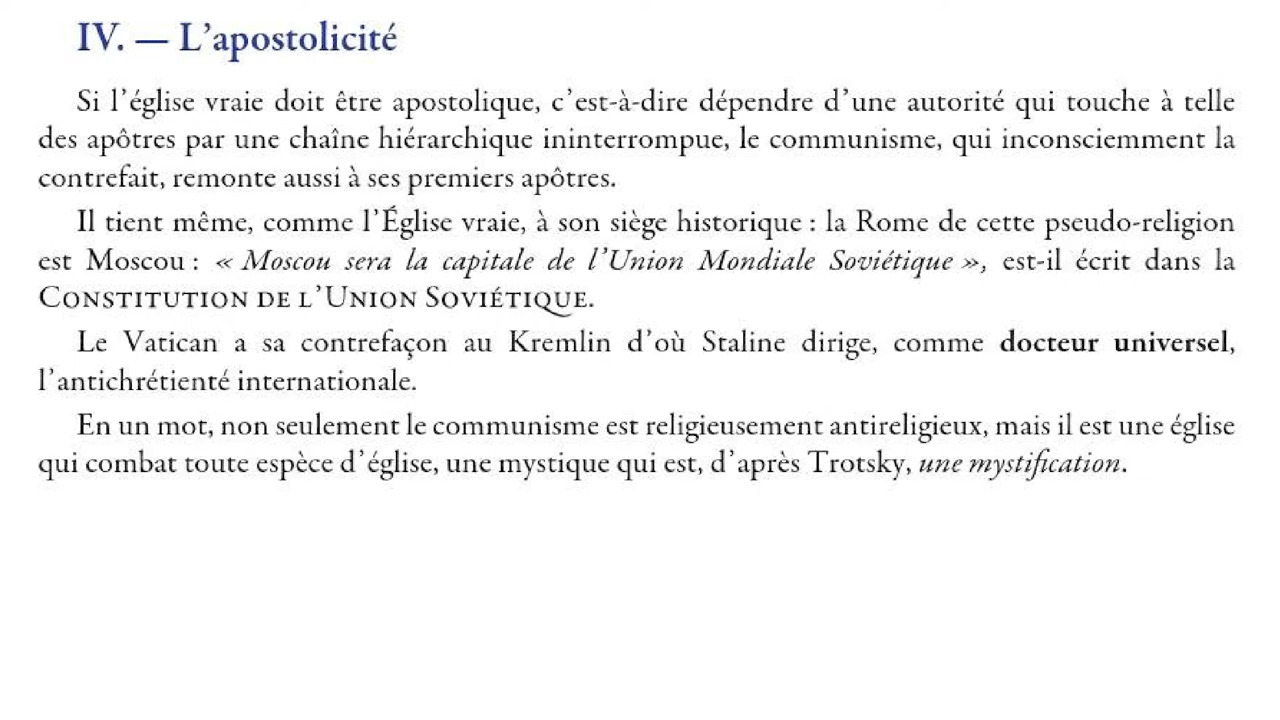 IV. — L’apostolicité
Si l’église vraie doit être apostolique, c’est-à-dire dépendre d’une autorité qui touche à telle
des apôtres par une chaîne hiérarchique ininterrompue, le communisme, qui inconsciemment la
contrefait, remonte aussi à ses premiers apôtres.
Il tient même, comme l’Église vraie, à son siège historique : la Rome de cette pseudo-religion
est Moscou : « Moscou sera la capitale de l’Union Mondiale Soviétique », est-il écrit dans la
CONSTITUTION DE L’UNION SOVIÉTIQUE.
Le Vatican a sa contrefaçon au Kremlin d’où Staline dirige, comme docteur universel,
l’antichrétienté internationale.
En un mot, non seulement le communisme est religieusement antireligieux, mais il est une église
qui combat toute espèce d’église, une mystique qui est, d’après Trotsky, une mystification.